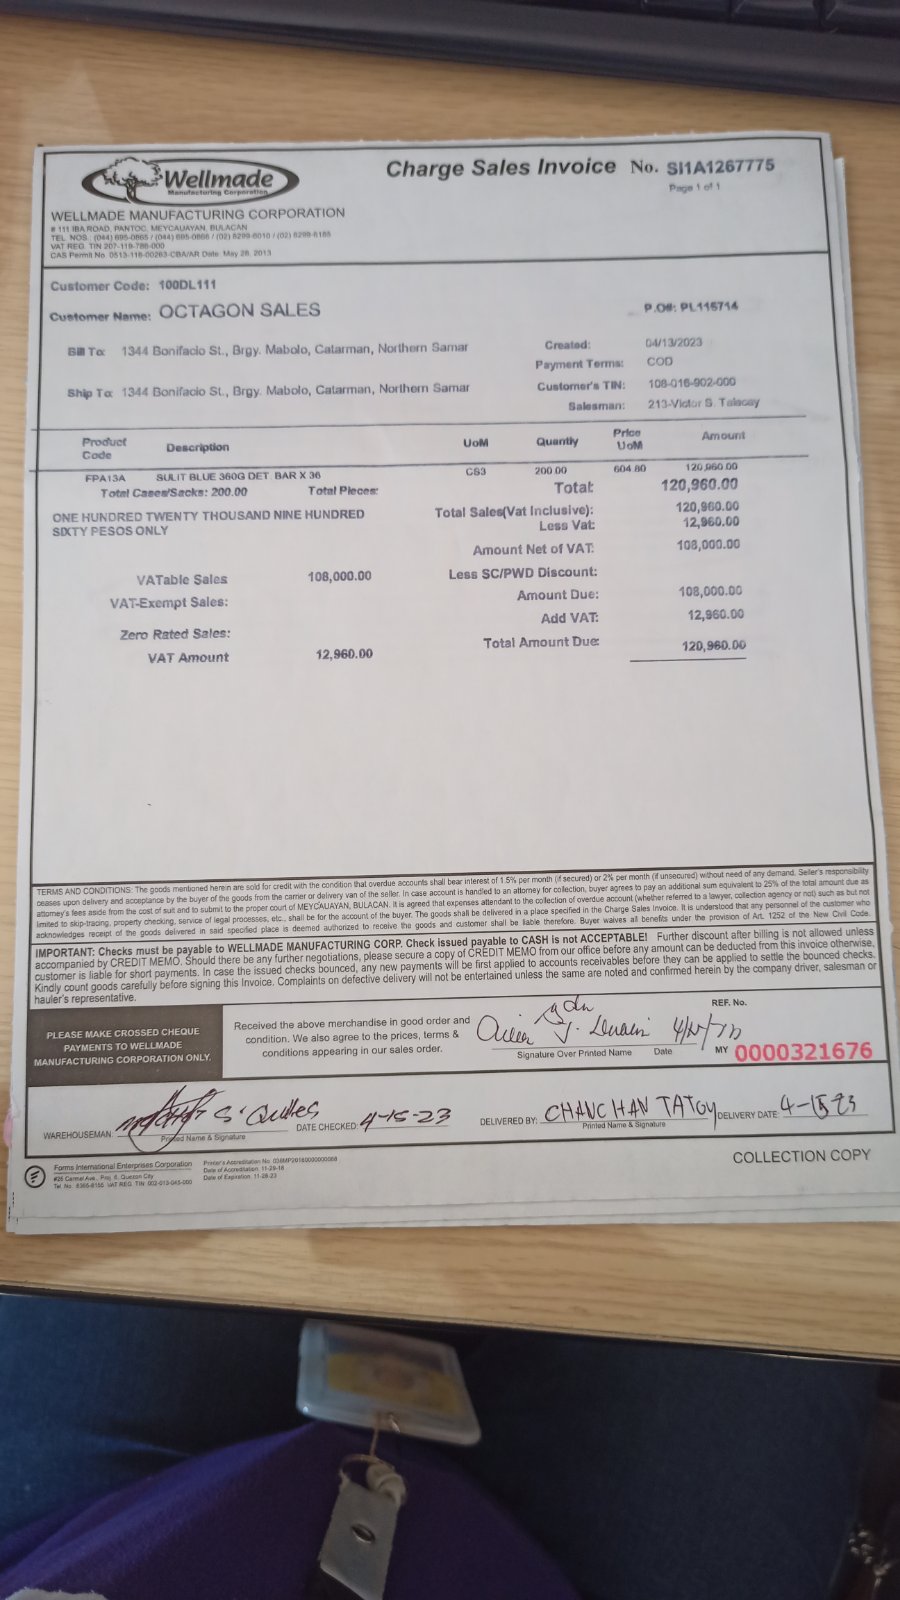 Wellmade
Manufacturing Corporation
Charge Sales Invoice No. SI1A1267775
Page 1 of 1
WELLMADE MANUFACTURING CORPORATION
# 111 IBA ROAD, PANTOC, MEYCAUAYAN, BULACAN
TEL. NOS.: (044) 695-0865 / (044) 695-0866 / (02) 8299-6010 / (02) 8299-6165
VAT REG. TIN 207-119-788-000
CAS Permit No. 0513-116-00263-CBA/AR Date: May 28, 2013
Customer Code: 100DL111
Customer Name: OCTAGON SALES
P.O#: PL115714
Bill To: 1344 Bonifacio St., Brgy. Mabolo, Catarman, Northern Samar
Created: 04/13/2023
Payment Terms: COD
Ship To: 1344 Bonifacio St., Brgy. Mabolo, Catarman, Northern Samar
Customer's TIN: 108-016-902-000
Salesman: 213-Victor S. Talacay
Product Code Description UoM Quantiy Price UoM Amount
FPA13A SULIT BLUE 360G DET. BAR X 36 CS3 200.00 604.80 120,960.00
Total Cases/Sacks: 200.00 Total Pieces: Total: 120,960.00
ONE HUNDRED TWENTY THOUSAND NINE HUNDRED
SIXTY PESOS ONLY
Total Sales(Vat Inclusive): 120,960.00
Less Vat: 12,960.00
Amount Net of VAT: 108,000.00
VATable Sales 108,000.00
Less SC/PWD Discount:
VAT-Exempt Sales:
Amount Due: 108,000.00
Add VAT: 12,960.00
Zero Rated Sales:
Total Amount Due: 120,960.00
VAT Amount 12,960.00
TERMS AND CONDITIONS: The goods mentioned herein are sold for credit with the condition that overdue accounts shall bear interest of 1.5% per month (if secured) or 2% per month (if unsecured) without need of any demand. Seller's responsibility
ceases upon delivery and acceptance by the buyer of the goods from the carrier or delivery van of the seller. In case account is handled to an attorney for collection, buyer agrees to pay an additional sum equivalent to 25% of the total amount due as
attorney's fees aside from the cost of suit and to submit to the proper court of MEYCAUAYAN, BULACAN. It is agreed that expenses attendant to the collection of overdue account (whether referred to a lawyer, collection agency or not) such as but not
limited to skip-tracing, property checking, service of legal processes, etc., shall be for the account of the buyer. The goods shall be delivered in a place specified in the Charge Sales Invoice. It is understood that any personnel of the customer who
acknowledges receipt of the goods delivered in said specified place is deemed authorized to receive the goods and customer shall be liable therefore. Buyer waives all benefits under the provision of Art. 1252 of the New Civil Code.
IMPORTANT: Checks must be payable to WELLMADE MANUFACTURING CORP. Check issued payable to CASH is not ACCEPTABLE! Further discount after billing is not allowed unless
accompanied by CREDIT MEMO. Should there be any further negotiations, please secure a copy of CREDIT MEMO from our office before any amount can be deducted from this invoice otherwise,
customer is liable for short payments. In case the issued checks bounced, any new payments will be first applied to accounts receivables before they can be applied to settle the bounced checks.
Kindly count goods carefully before signing this Invoice. Complaints on defective delivery will not be entertained unless the same are noted and confirmed herein by the company driver, salesman or
hauler's representative.
PLEASE MAKE CROSSED CHEQUE
PAYMENTS TO WELLMADE
MANUFACTURING CORPORATION ONLY.
Received the above merchandise in good order and
condition. We also agree to the prices, terms &
conditions appearing in our sales order.
Signature Over Printed Name Date
REF. No.
MY 0000321676
WAREHOUSEMAN: S. Quiles
Printed Name & Signature
DATE CHECKED: 4-15-23
DELIVERED BY: CHANCHAN TATOY
Printed Name & Signature
DELIVERY DATE: 4-15-23
Forms International Enterprises Corporation
#25 Carmel Ave., Proj. 6, Quezon City
VAT REG. TIN 002-013-045-000
Date of Accreditation: 11-29-18
Date of Expiration: 11-28-23
COLLECTION COPY